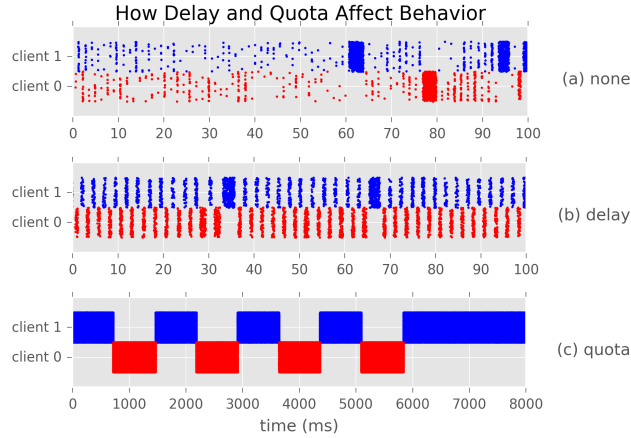 How Delay and Quota Affect Behavior
client 1
client 0
(a) none
0 10 20 30 40 50 60 70 80 90 100
client 1
client 0
(b) delay
0 10 20 30 40 50 60 70 80 90 100
client 1
client 0
(c) quota
0 1000 2000 3000 4000 5000 6000 7000 8000
time (ms)